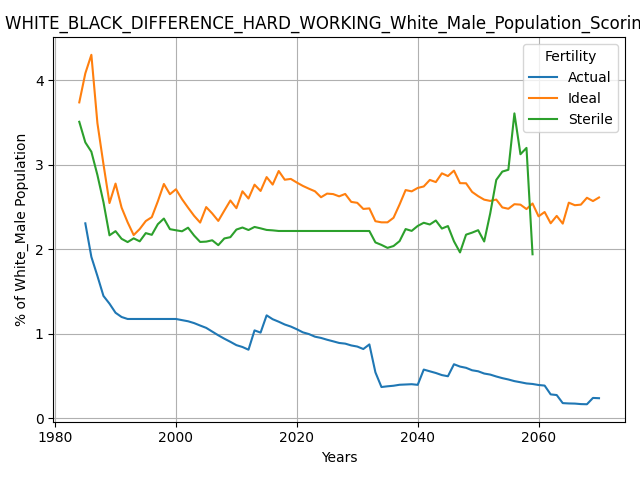 WHITE_BLACK_DIFFERENCE_HARD_WORKING_White_Male_Population_Scorin
Fertility
Actual
Ideal
Sterile
% of White_Male Population
4
3
2
1
0
1980 2000 2020 2040 2060
Years